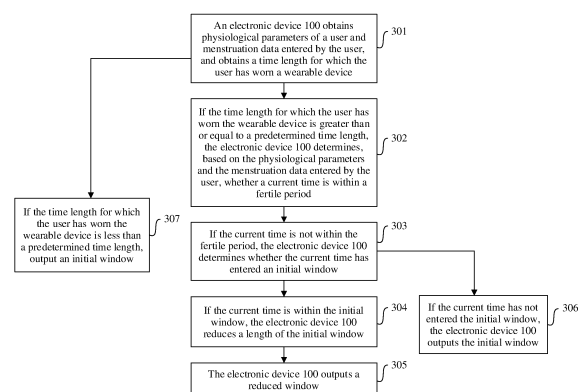 An electronic device 100 obtains
physiological parameters of a user and
menstruation data entered by the user,
and obtains a time length for which the
user has worn a wearable device
301
If the time length for which the user has
worn the wearable device is greater than
or equal to a predetermined time length,
the electronic device 100 determines,
based on the physiological parameters
and the menstruation data entered by the
user, whether a current time is within a
fertile period
302
If the time length for which
the user has worn the
wearable device is less than
a predetermined time length,
output an initial window
307
If the current time is not within the
fertile period, the electronic device 100
determines whether the current time has
entered an initial window
303
If the current time is within the initial
window, the electronic device 100
reduces a length of the initial window
304
If the current time has not
entered the initial window,
the electronic device 100
outputs the initial window
306
The electronic device 100 outputs a
reduced window
305